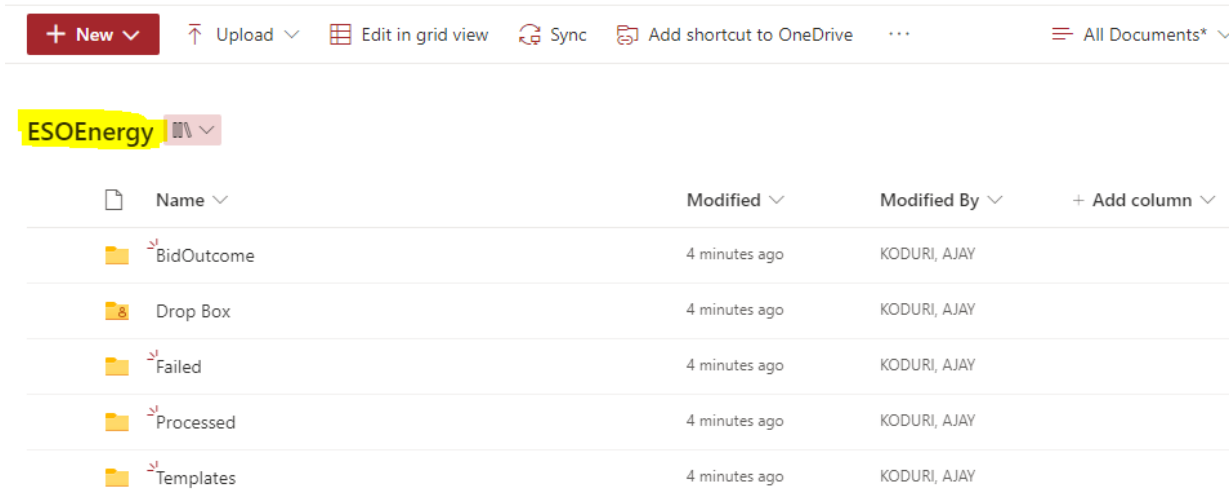 New Upload Edit in grid view Sync Add shortcut to OneDrive ... All Documents*
ESOEnergy
Name Modified Modified By + Add column
BidOutcome 4 minutes ago KODURI, AJAY
Drop Box 4 minutes ago KODURI, AJAY
Failed 4 minutes ago KODURI, AJAY
Processed 4 minutes ago KODURI, AJAY
Templates 4 minutes ago KODURI, AJAY